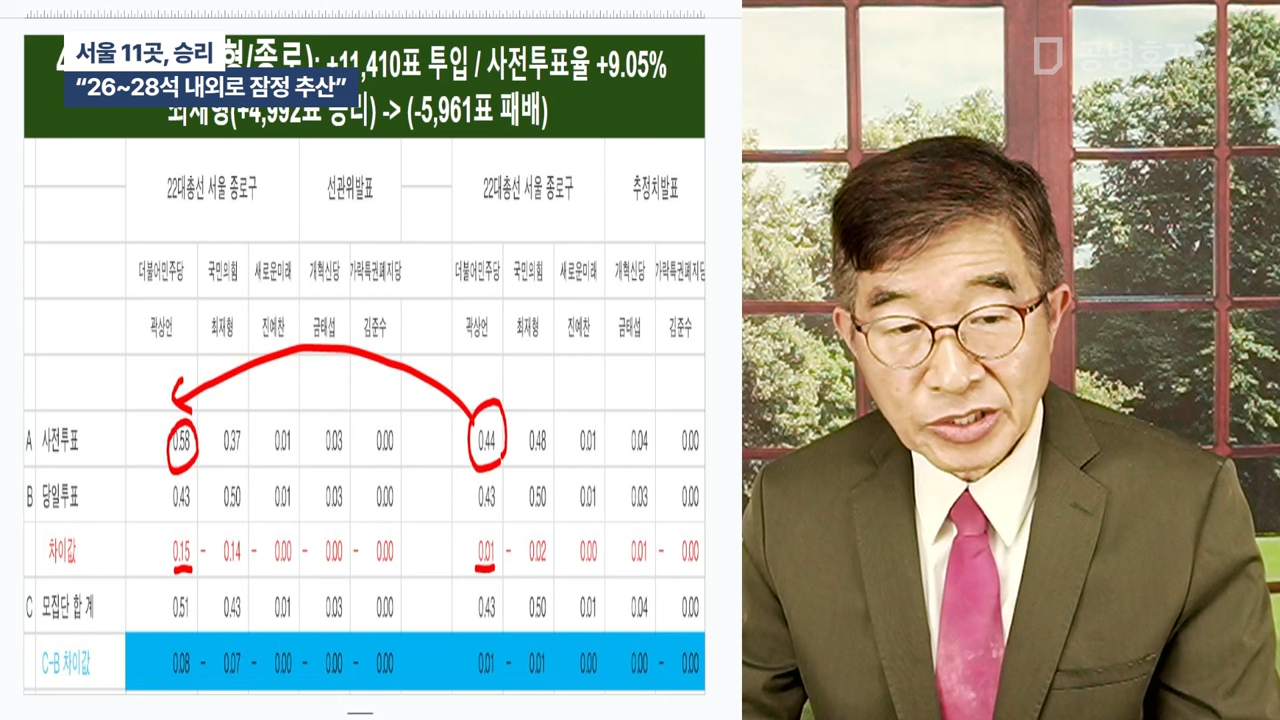 서울 11곳, 승리
“26~28석 내외로 잠정 추산”
/종로): +11,410표 투입 / 사전투표율 +9.05%
최재형(+4,992표 승리) -> (-5,961표 패배)
공병호TV
22대총선 서울 종로구 선관위발표 22대총선 서울 종로구 추정치발표
더불어민주당 국민의힘 새로운미래 개혁신당 가락특권폐지당 더불어민주당 국민의힘 새로운미래 개혁신당 가락특권폐지당
곽상언 최재형 진예찬 금태섭 김준수 곽상언 최재형 진예찬 금태섭 김준수
A 사전투표 0.58 0.37 0.01 0.03 0.00 0.44 0.48 0.01 0.04 0.00
B 당일투표 0.43 0.50 0.01 0.03 0.00 0.43 0.50 0.01 0.03 0.00
차이값 0.15 - 0.14 - 0.00 - 0.00 - 0.00 0.01 - 0.02 0.00 0.01 - 0.00
C 모집단 합 계 0.51 0.43 0.01 0.03 0.00 0.43 0.50 0.01 0.04 0.00
C-B 차이값 0.08 - 0.07 - 0.00 - 0.00 - 0.00 0.01 - 0.01 0.00 0.00 - 0.00